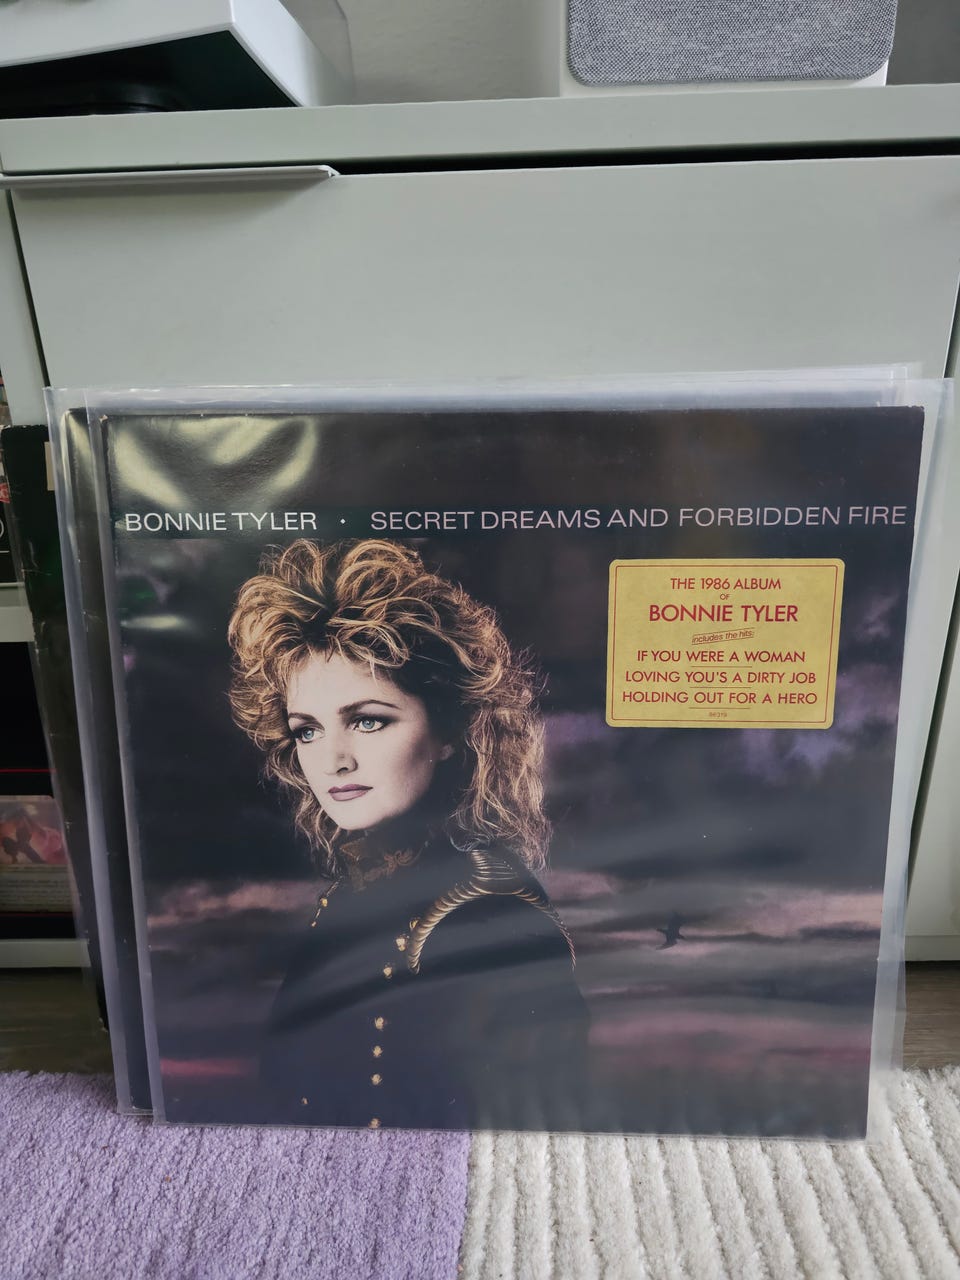 BONNIE TYLER · SECRET DREAMS AND FORBIDDEN FIRE
THE 1986 ALBUM
OF
BONNIE TYLER
includes the hits:
IF YOU WERE A WOMAN
LOVING YOU'S A DIRTY JOB
HOLDING OUT FOR A HERO
86319